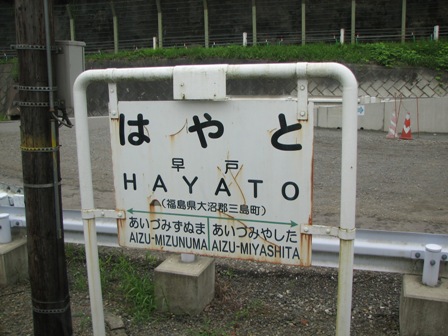 はやと
早戸
HAYATO
(福島県大沼郡三島町)
あいづみずぬま あいづみやした
AIZU-MIZUNUMA AIZU-MIYASHITA